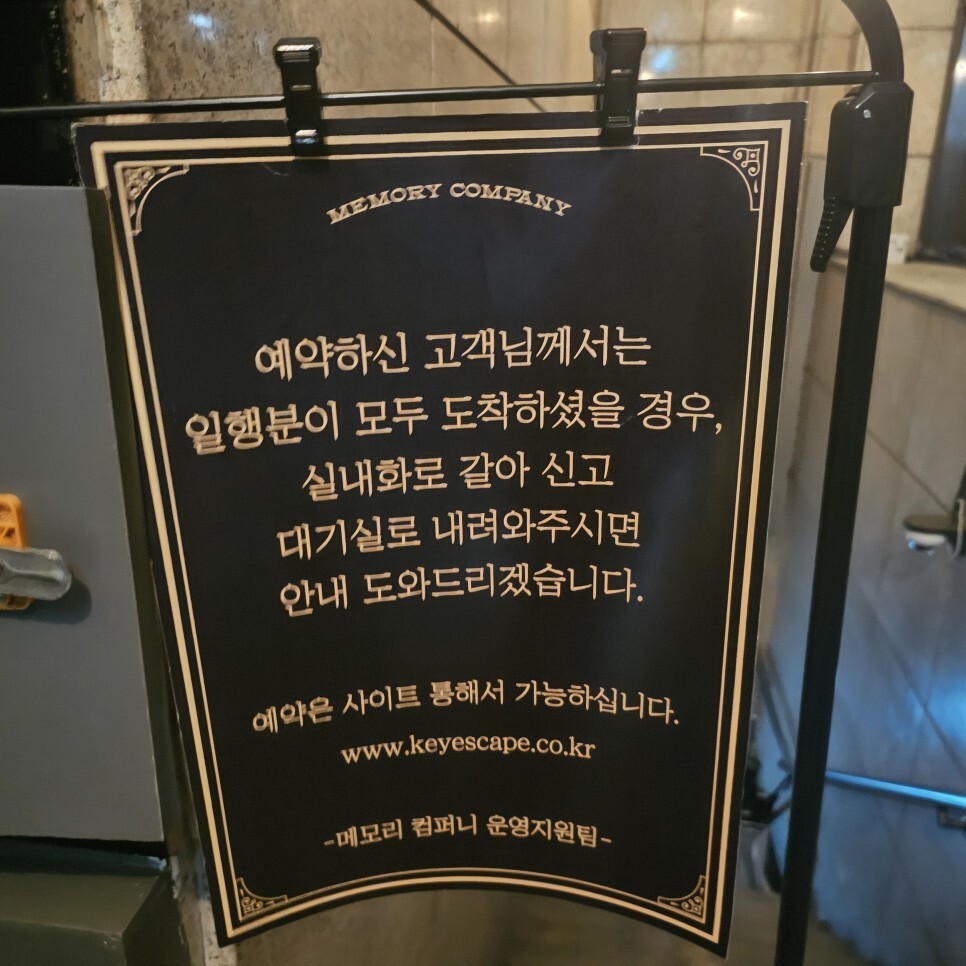 MEMORY COMPANY
예약하신 고객님께서는
일행분이 모두 도착하셨을 경우,
실내화로 갈아 신고
대기실로 내려와주시면
안내 도와드리겠습니다.
예약은 사이트 통해서 가능하십니다.
www.keyescape.co.kr
-메모리 컴퍼니 운영지원팀-